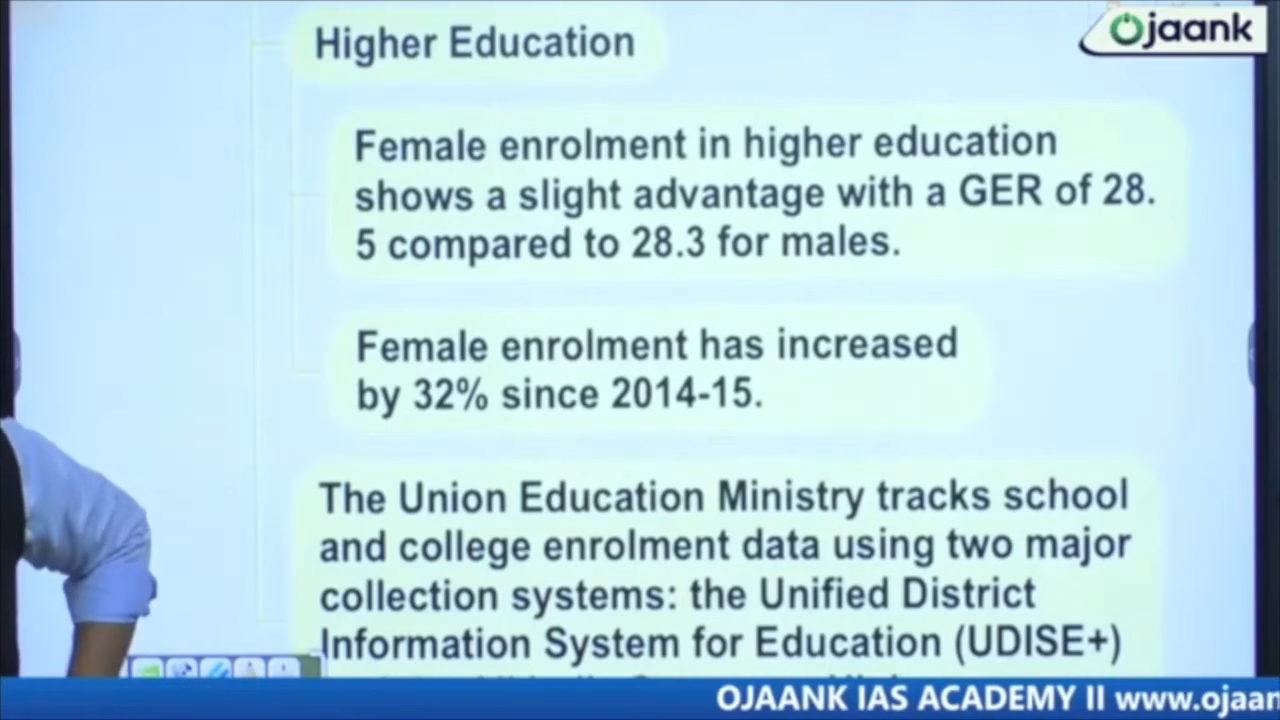 Ojaank
Higher Education
Female enrolment in higher education
shows a slight advantage with a GER of 28.
5 compared to 28.3 for males.
Female enrolment has increased
by 32% since 2014-15.
The Union Education Ministry tracks school
and college enrolment data using two major
collection systems: the Unified District
Information System for Education (UDISE+)
OJAANK IAS ACADEMY II www.ojaan